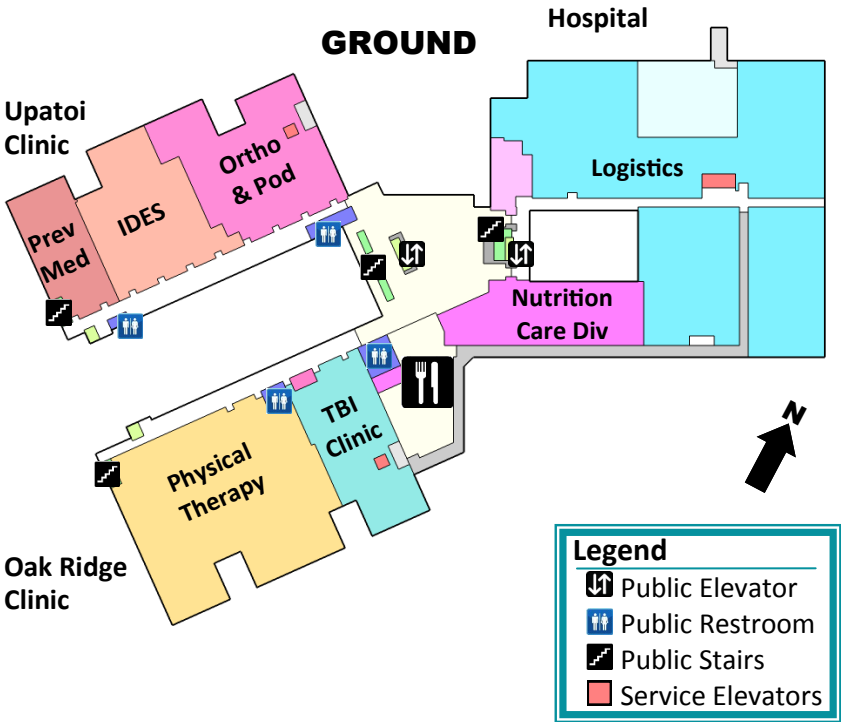 Hospital
GROUND
Upatoi
Clinic
Ortho
& Pod
Logistics
IDES
Prev
Med
Nutrition
Care Div
TBI
Clinic
N
Physical
Therapy
Oak Ridge
Clinic
Legend
Public Elevator
Public Restroom
Public Stairs
Service Elevators